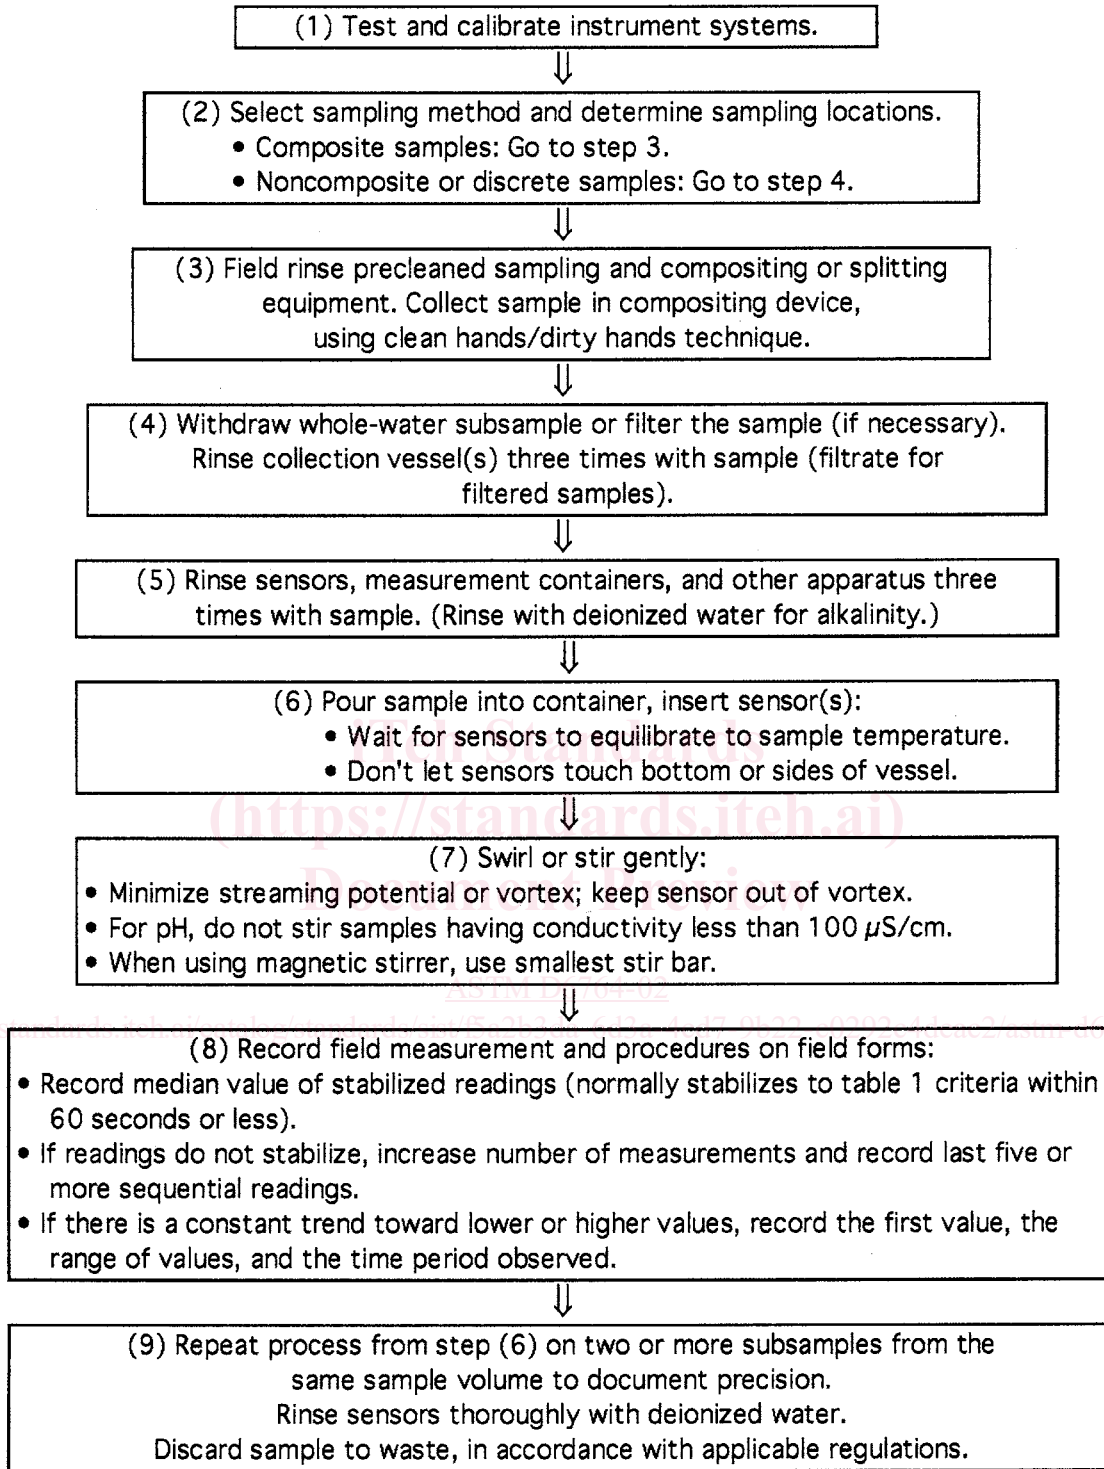 (1) Test and calibrate instrument systems.
(2) Select sampling method and determine sampling locations.
• Composite samples: Go to step 3.
• Noncomposite or discrete samples: Go to step 4.
(3) Field rinse precleaned sampling and compositing or splitting
equipment. Collect sample in compositing device,
using clean hands/dirty hands technique.
(4) Withdraw whole-water subsample or filter the sample (if necessary).
Rinse collection vessel(s) three times with sample (filtrate for
filtered samples).
(5) Rinse sensors, measurement containers, and other apparatus three
times with sample. (Rinse with deionized water for alkalinity.)
(6) Pour sample into container, insert sensor(s):
iTeh Standards
• Wait for sensors to equilibrate to sample temperature.
• Don't let sensors touch bottom or sides of vessel.
(https://standards.iteh.ai)
(7) Swirl or stir gently:
Document Preview
• Minimize streaming potential or vortex; keep sensor out of vortex.
• For pH, do not stir samples having conductivity less than 100 µS/cm.
• When using magnetic stirrer, use smallest stir bar.
ASTM D6764-02
(8) Record field measurement and procedures on field forms:
• Record median value of stabilized readings (normally stabilizes to table 1 criteria within
60 seconds or less).
• If readings do not stabilize, increase number of measurements and record last five or
more sequential readings.
• If there is a constant trend toward lower or higher values, record the first value, the
range of values, and the time period observed.
(9) Repeat process from step (6) on two or more subsamples from the
same sample volume to document precision.
Rinse sensors thoroughly with deionized water.
Discard sample to waste, in accordance with applicable regulations.